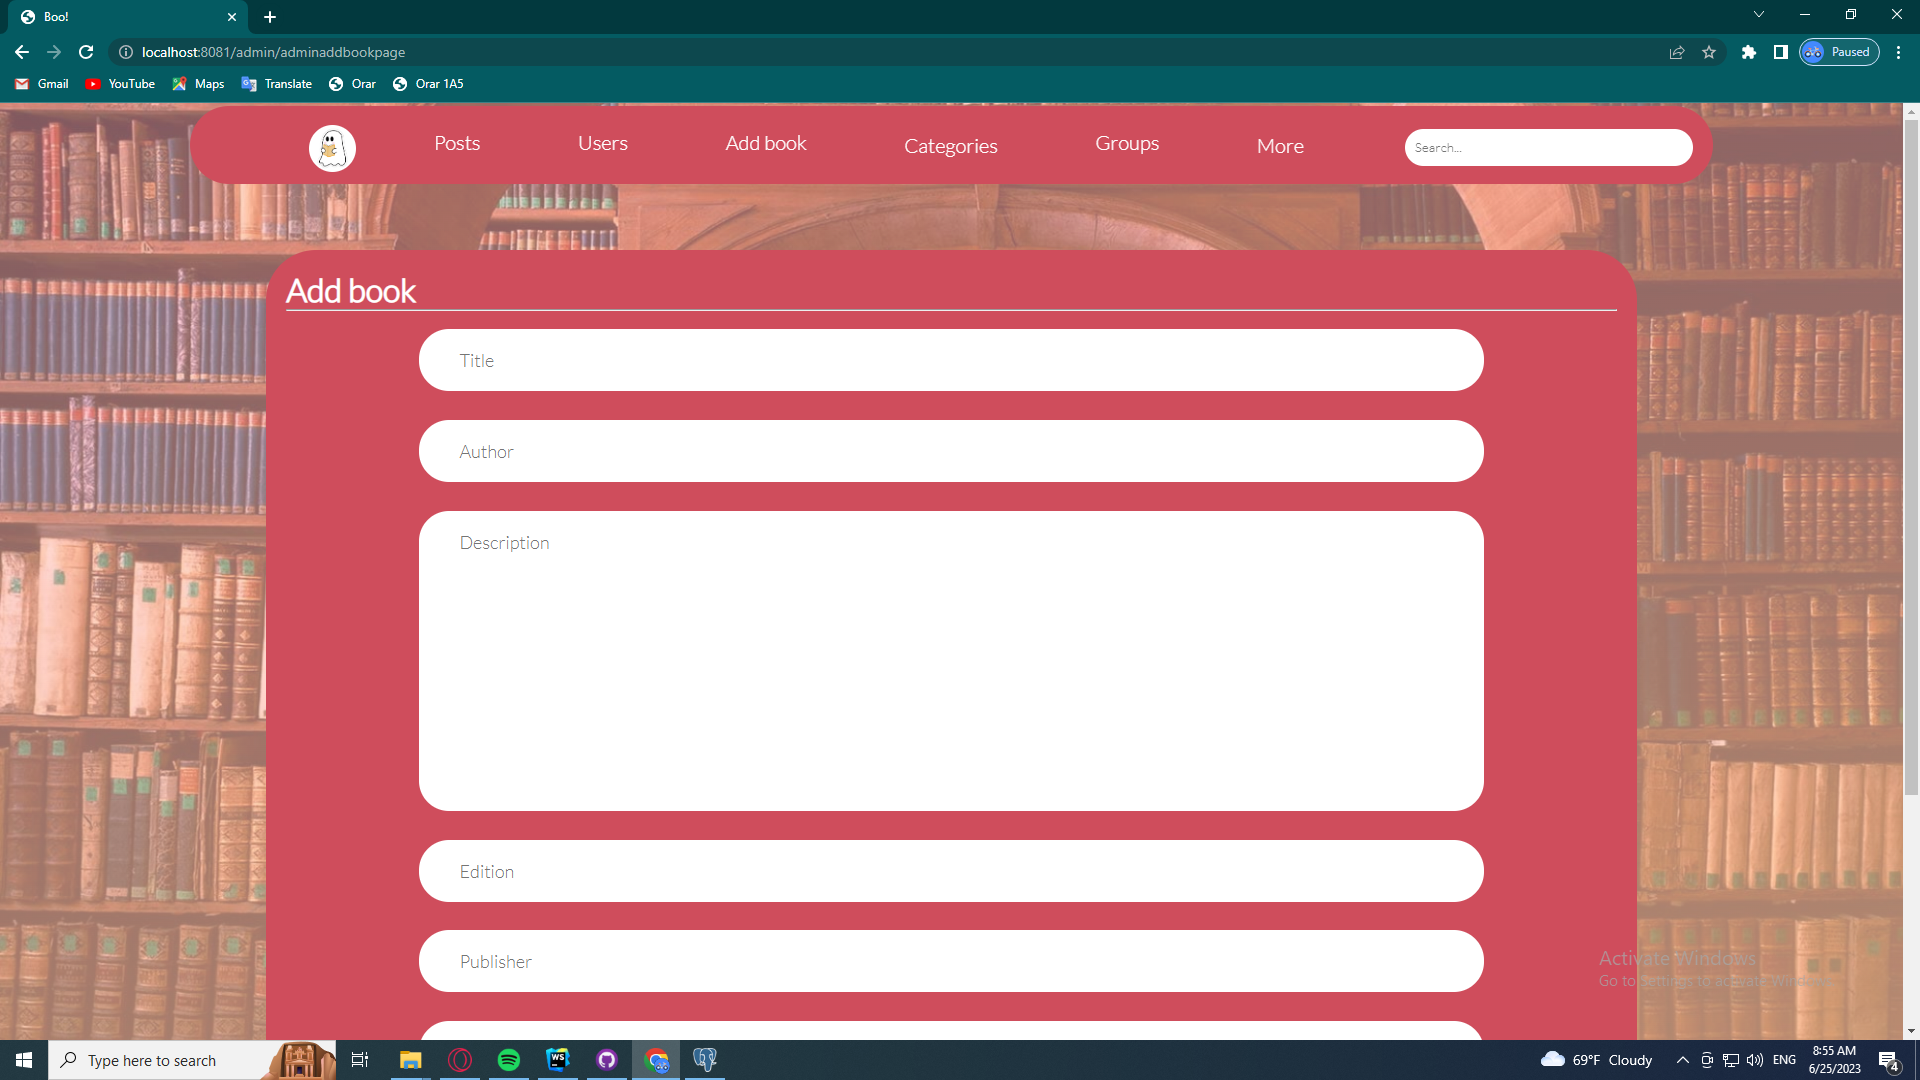 Boo!
localhost:8081/admin/adminaddbookpage
Paused
Gmail
YouTube
Maps
Translate
Orar
Orar 1A5
Posts
Users
Add book
Categories
Groups
More
Search...
Add book
Title
Author
Description
Edition
Publisher
Activate Windows
Go to Settings to activate Windows.
Type here to search
WS
69°F Cloudy
ENG
8:55 AM
6/25/2023
4